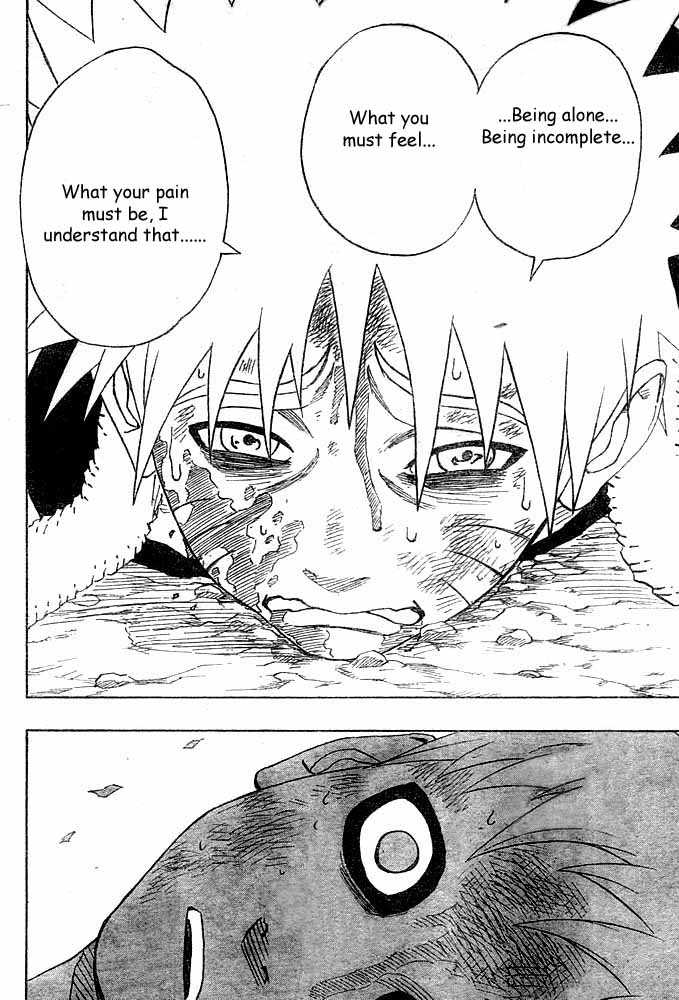 ...Being alone...
Being incomplete...
What you
must feel...
What your pain
must be, I
understand that......